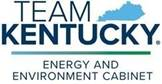 TEAM
KENTUCKY®
ENERGY AND
ENVIRONMENT CABINET